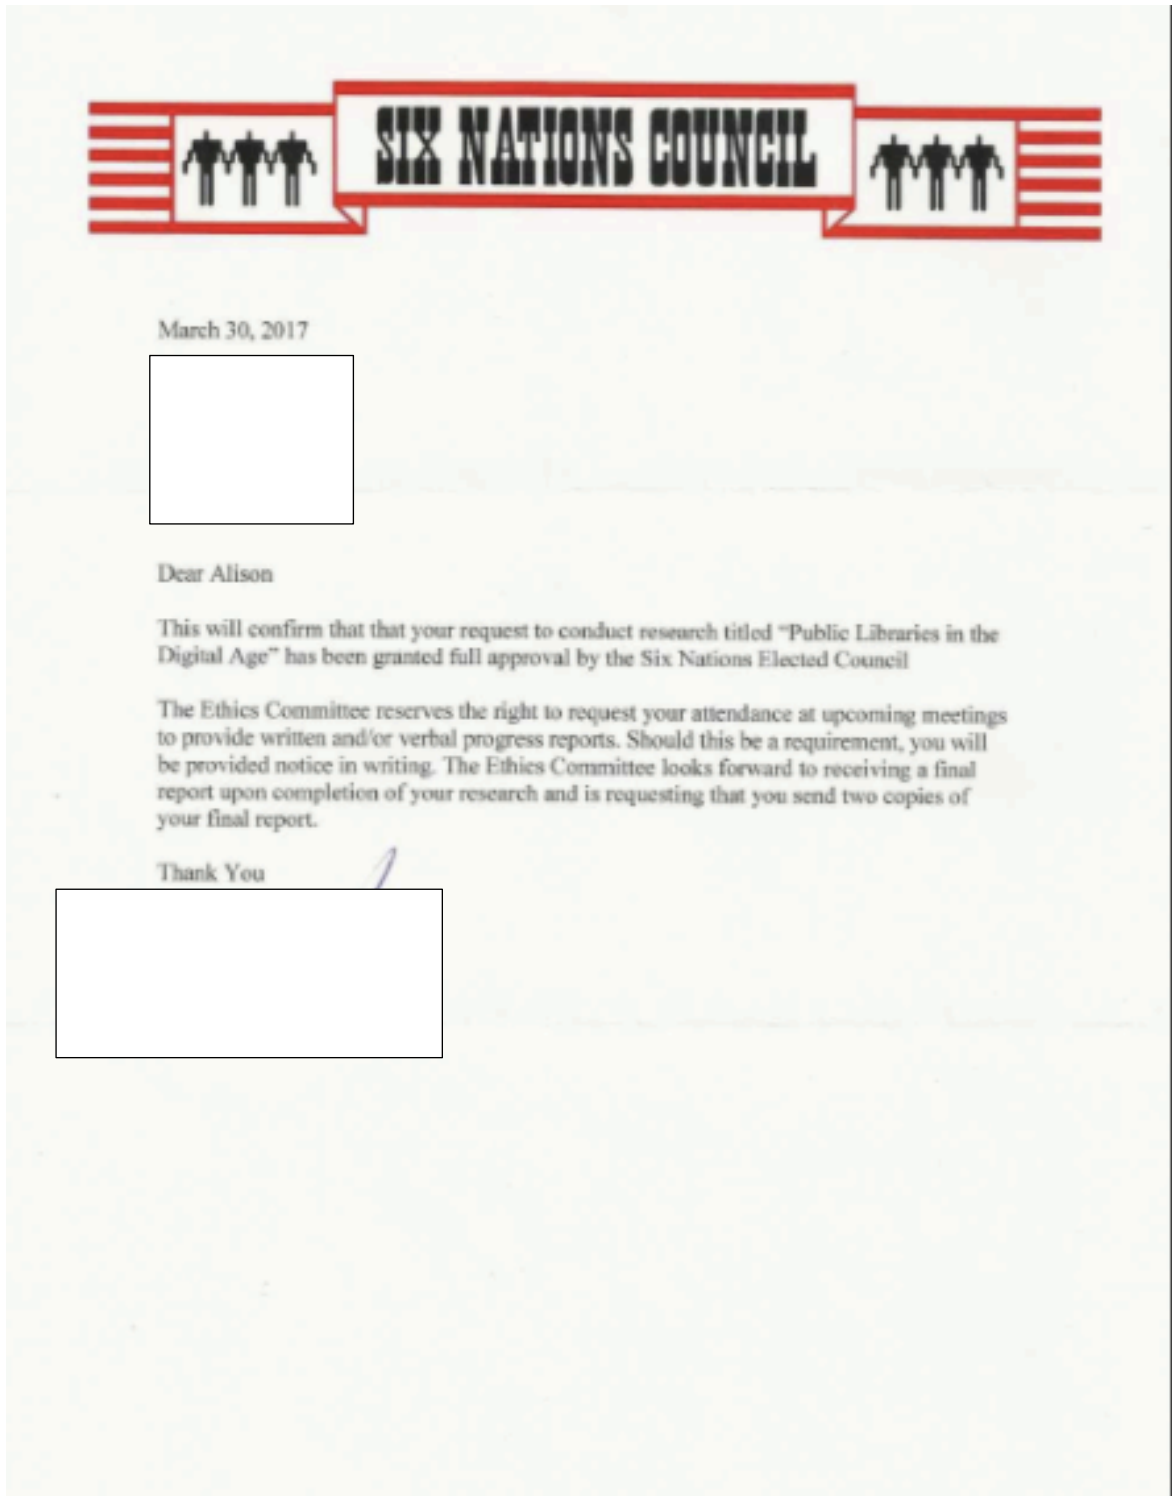 SIX NATIONS COUNCIL
March 30, 2017
Dear Alison
This will confirm that that your request to conduct research titled “Public Libraries in the
Digital Age” has been granted full approval by the Six Nations Elected Council
The Ethics Committee reserves the right to request your attendance at upcoming meetings
to provide written and/or verbal progress reports. Should this be a requirement, you will
be provided notice in writing. The Ethics Committee looks forward to receiving a final
report upon completion of your research and is requesting that you send two copies of
your final report.
Thank You